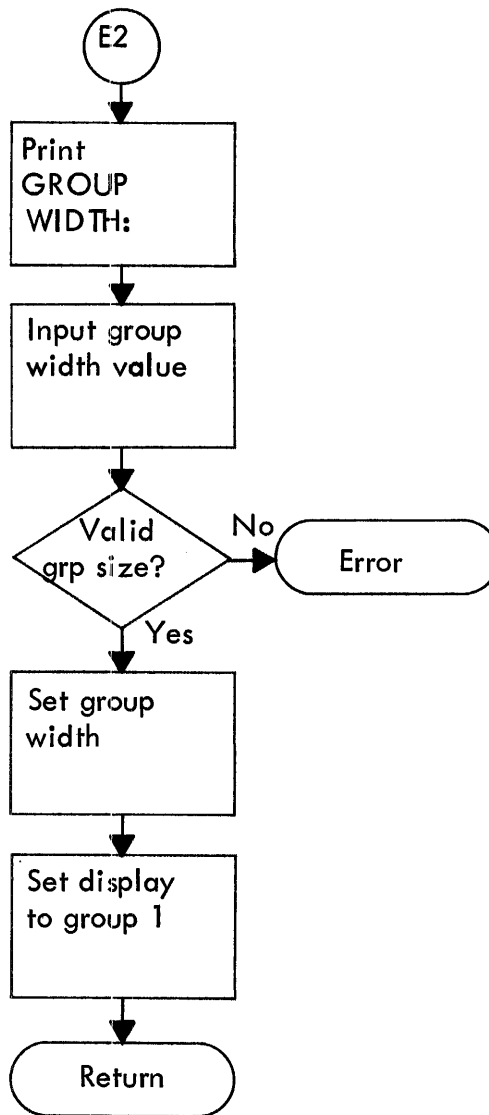 E2
Print
GROUP
WIDTH:
Input group
width value
Valid
grp size?
No
Error
Yes
Set group
width
Set display
to group 1
Return